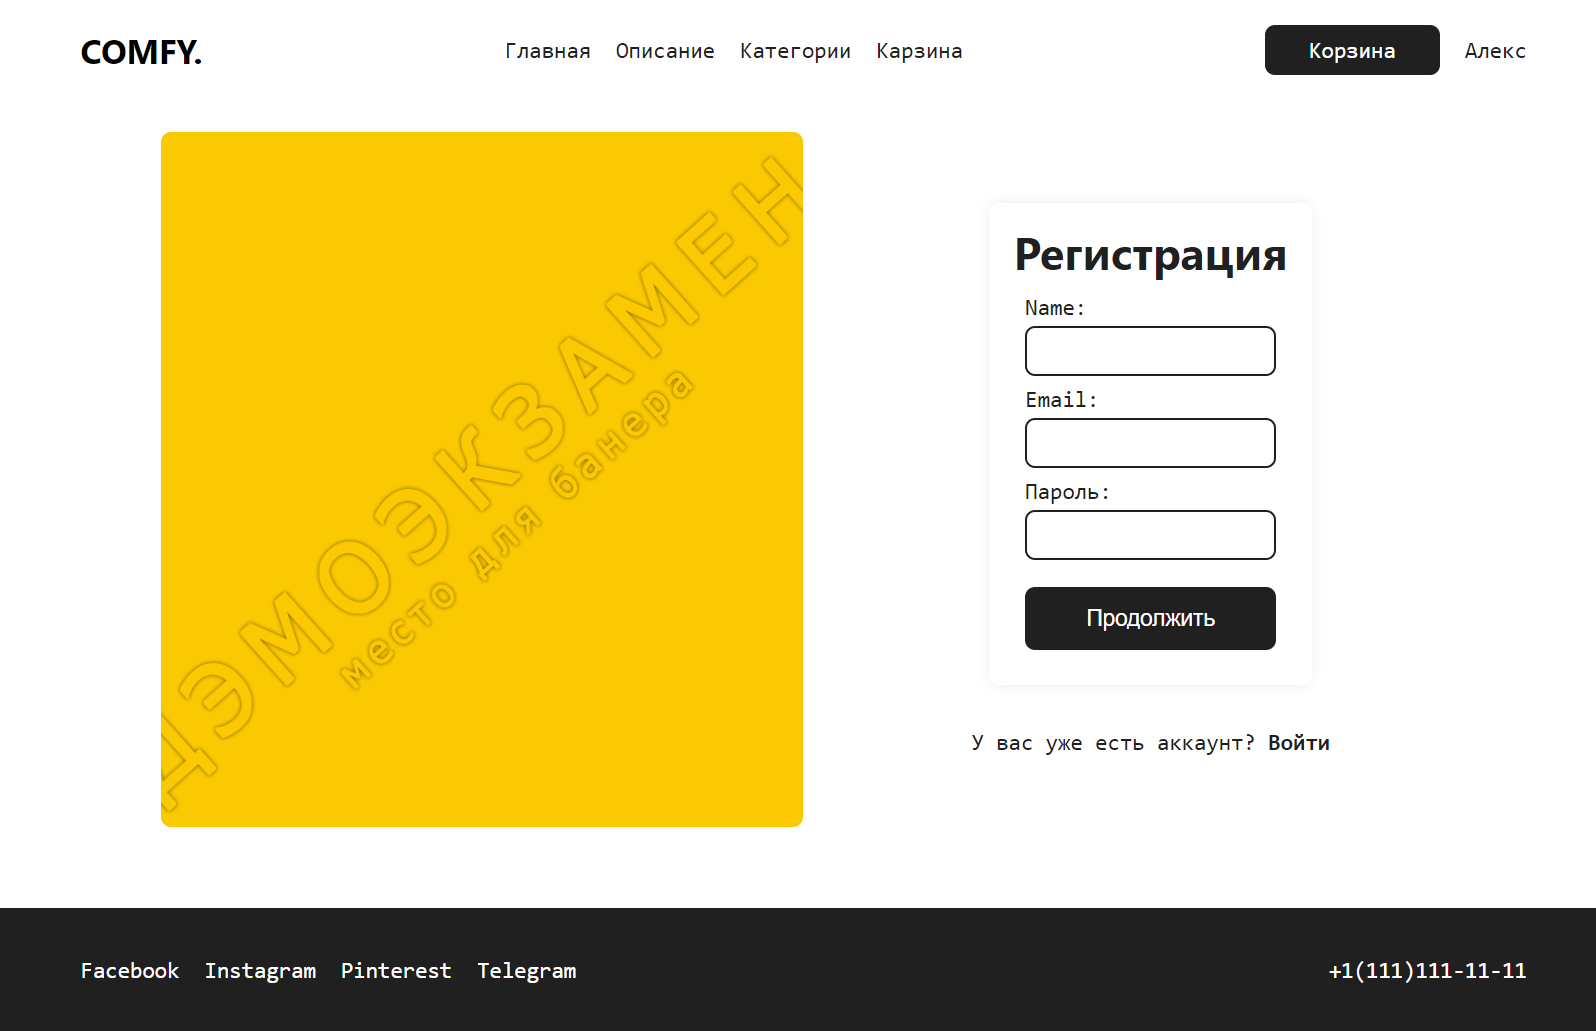 COMFY.
Главная Описание Категории Карзина
Корзина Алекс
ДЭМОЭКЗАМЕН
место для банера
Регистрация
Name:
Email:
Пароль:
Продолжить
У вас уже есть аккаунт? Войти
Facebook Instagram Pinterest Telegram
+1(111)111-11-11